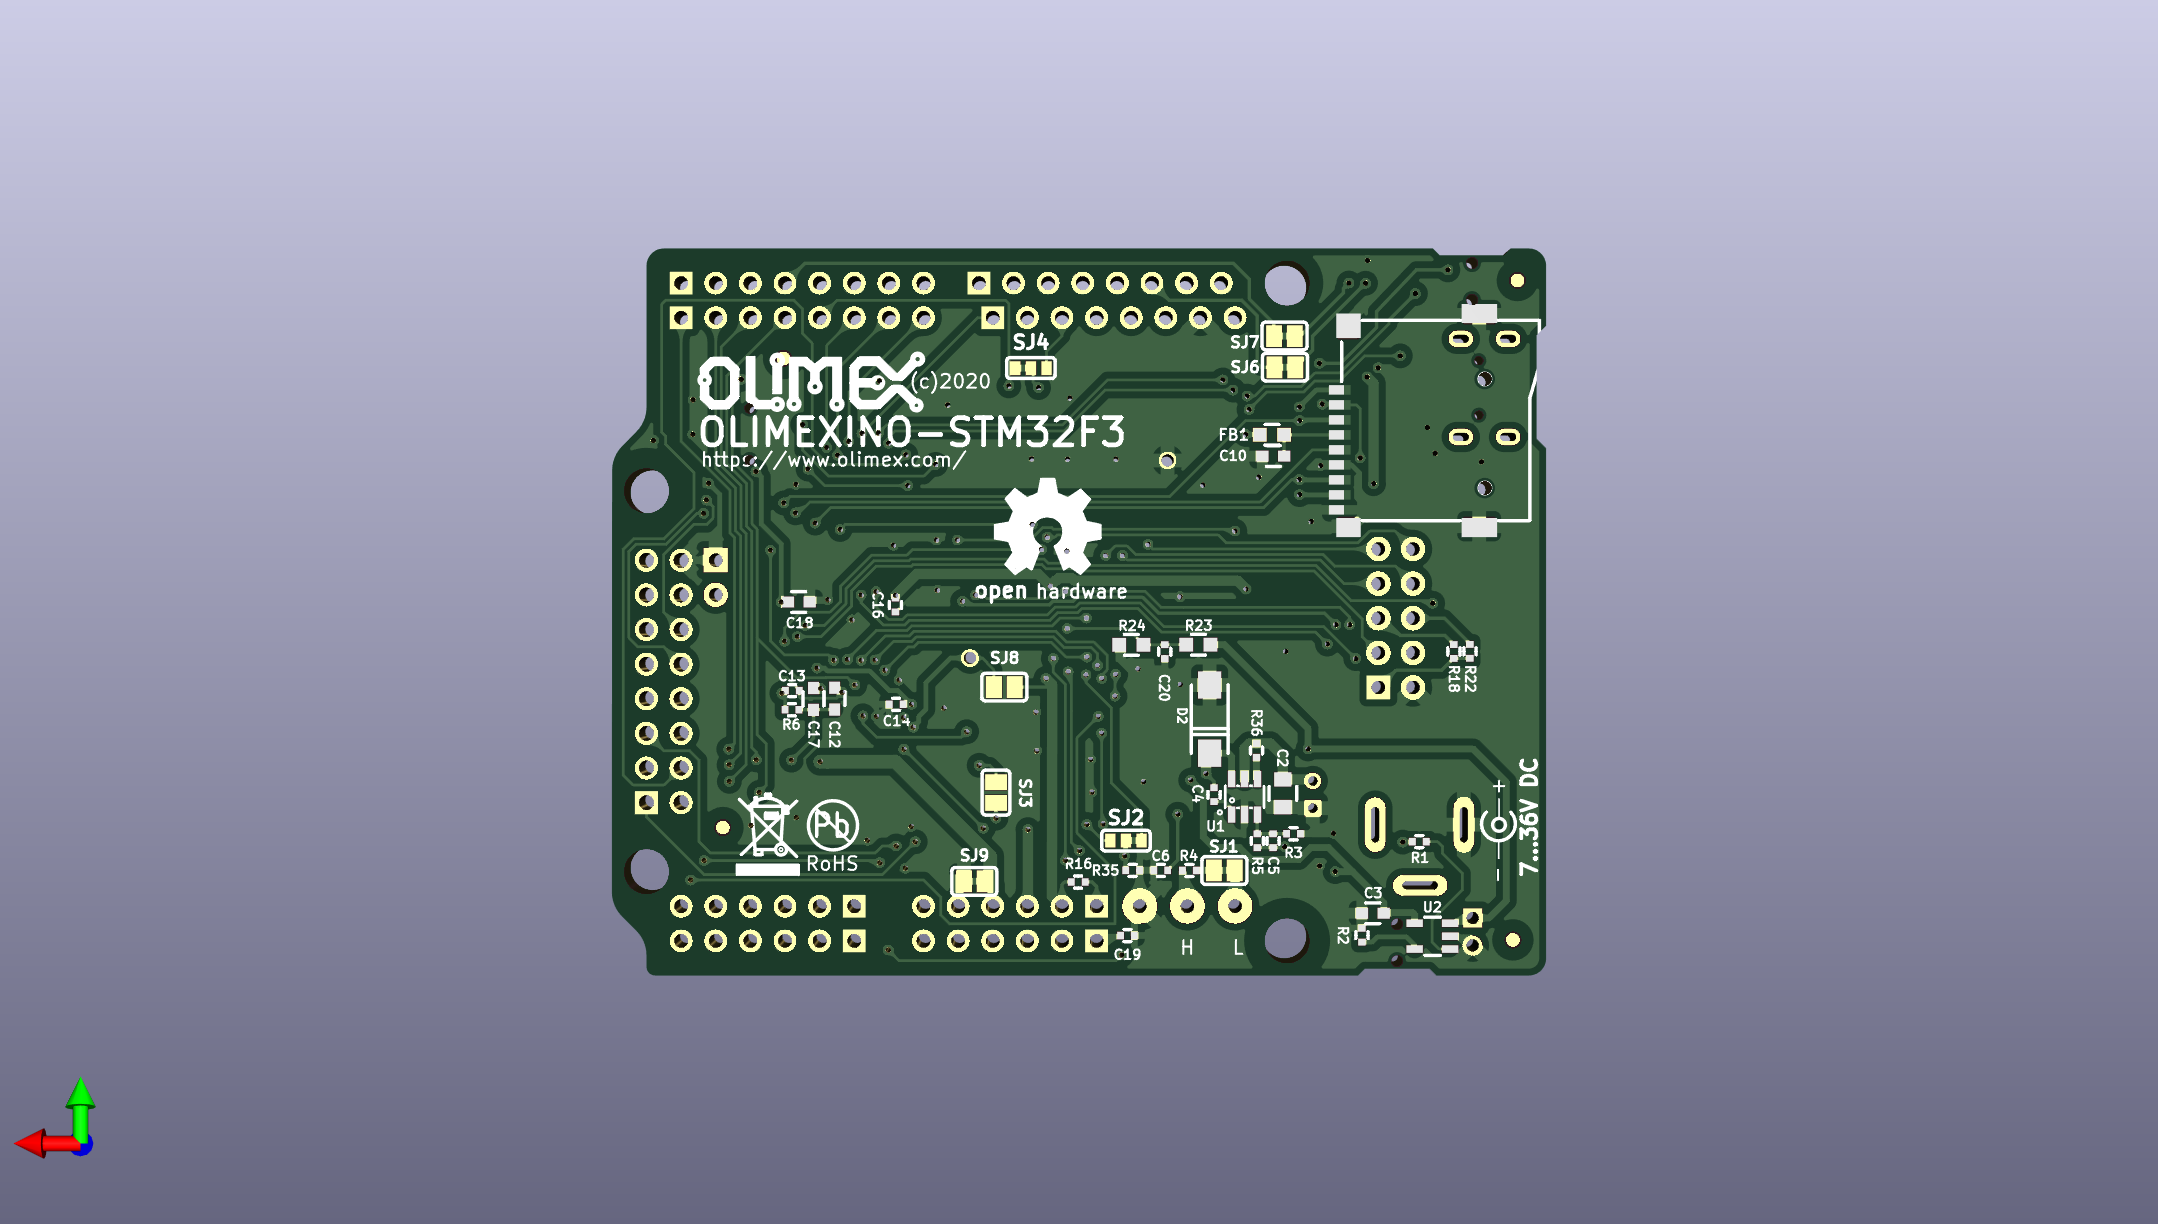 SJ4
SJ7
SJ6
OLIMEX
(c)2020
OLIMEXINO-STM32F3
https://www.olimex.com/
FB1
C10
open hardware
C16
C18
R24
R23
SJ8
C20
R18
R22
C13
R6
C17
C12
C14
D2
R36
C2
SJ3
C4
U1
7...36V DC
+
-
Pb
RoHS
SJ2
R3
SJ1
R5
C5
R1
SJ9
R16
R35
C6
R4
C3
U2
R2
H
L
C19